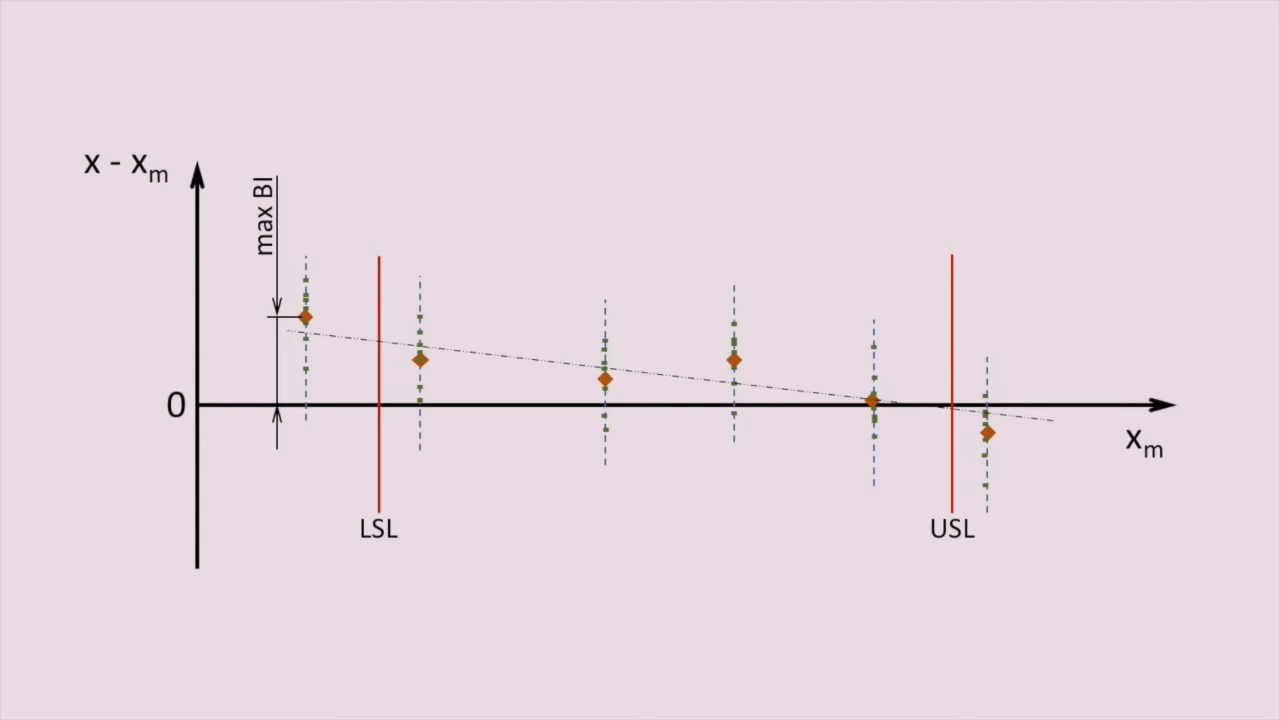 x - xₘ
max BI
0
xₘ
LSL
USL